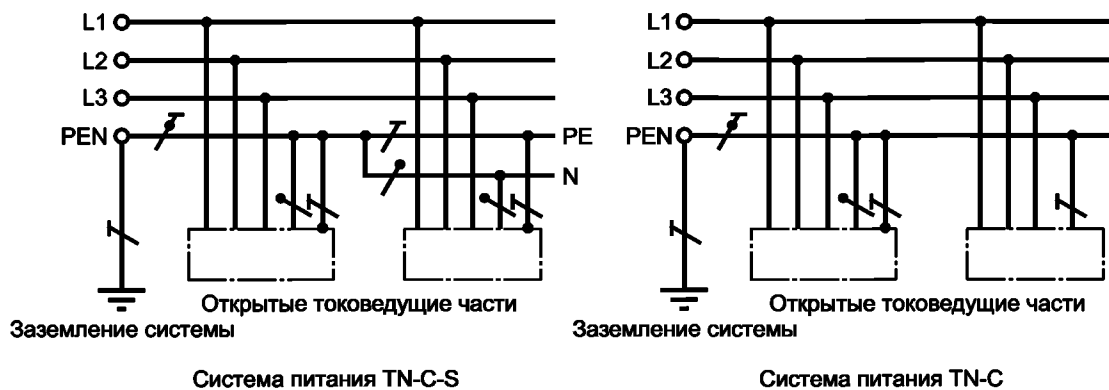 L1
L2
L3
PEN
PE
N
Открытые токоведущие части
Заземление системы
Система питания TN-C-S
L1
L2
L3
PEN
Открытые токоведущие части
Заземление системы
Система питания TN-C